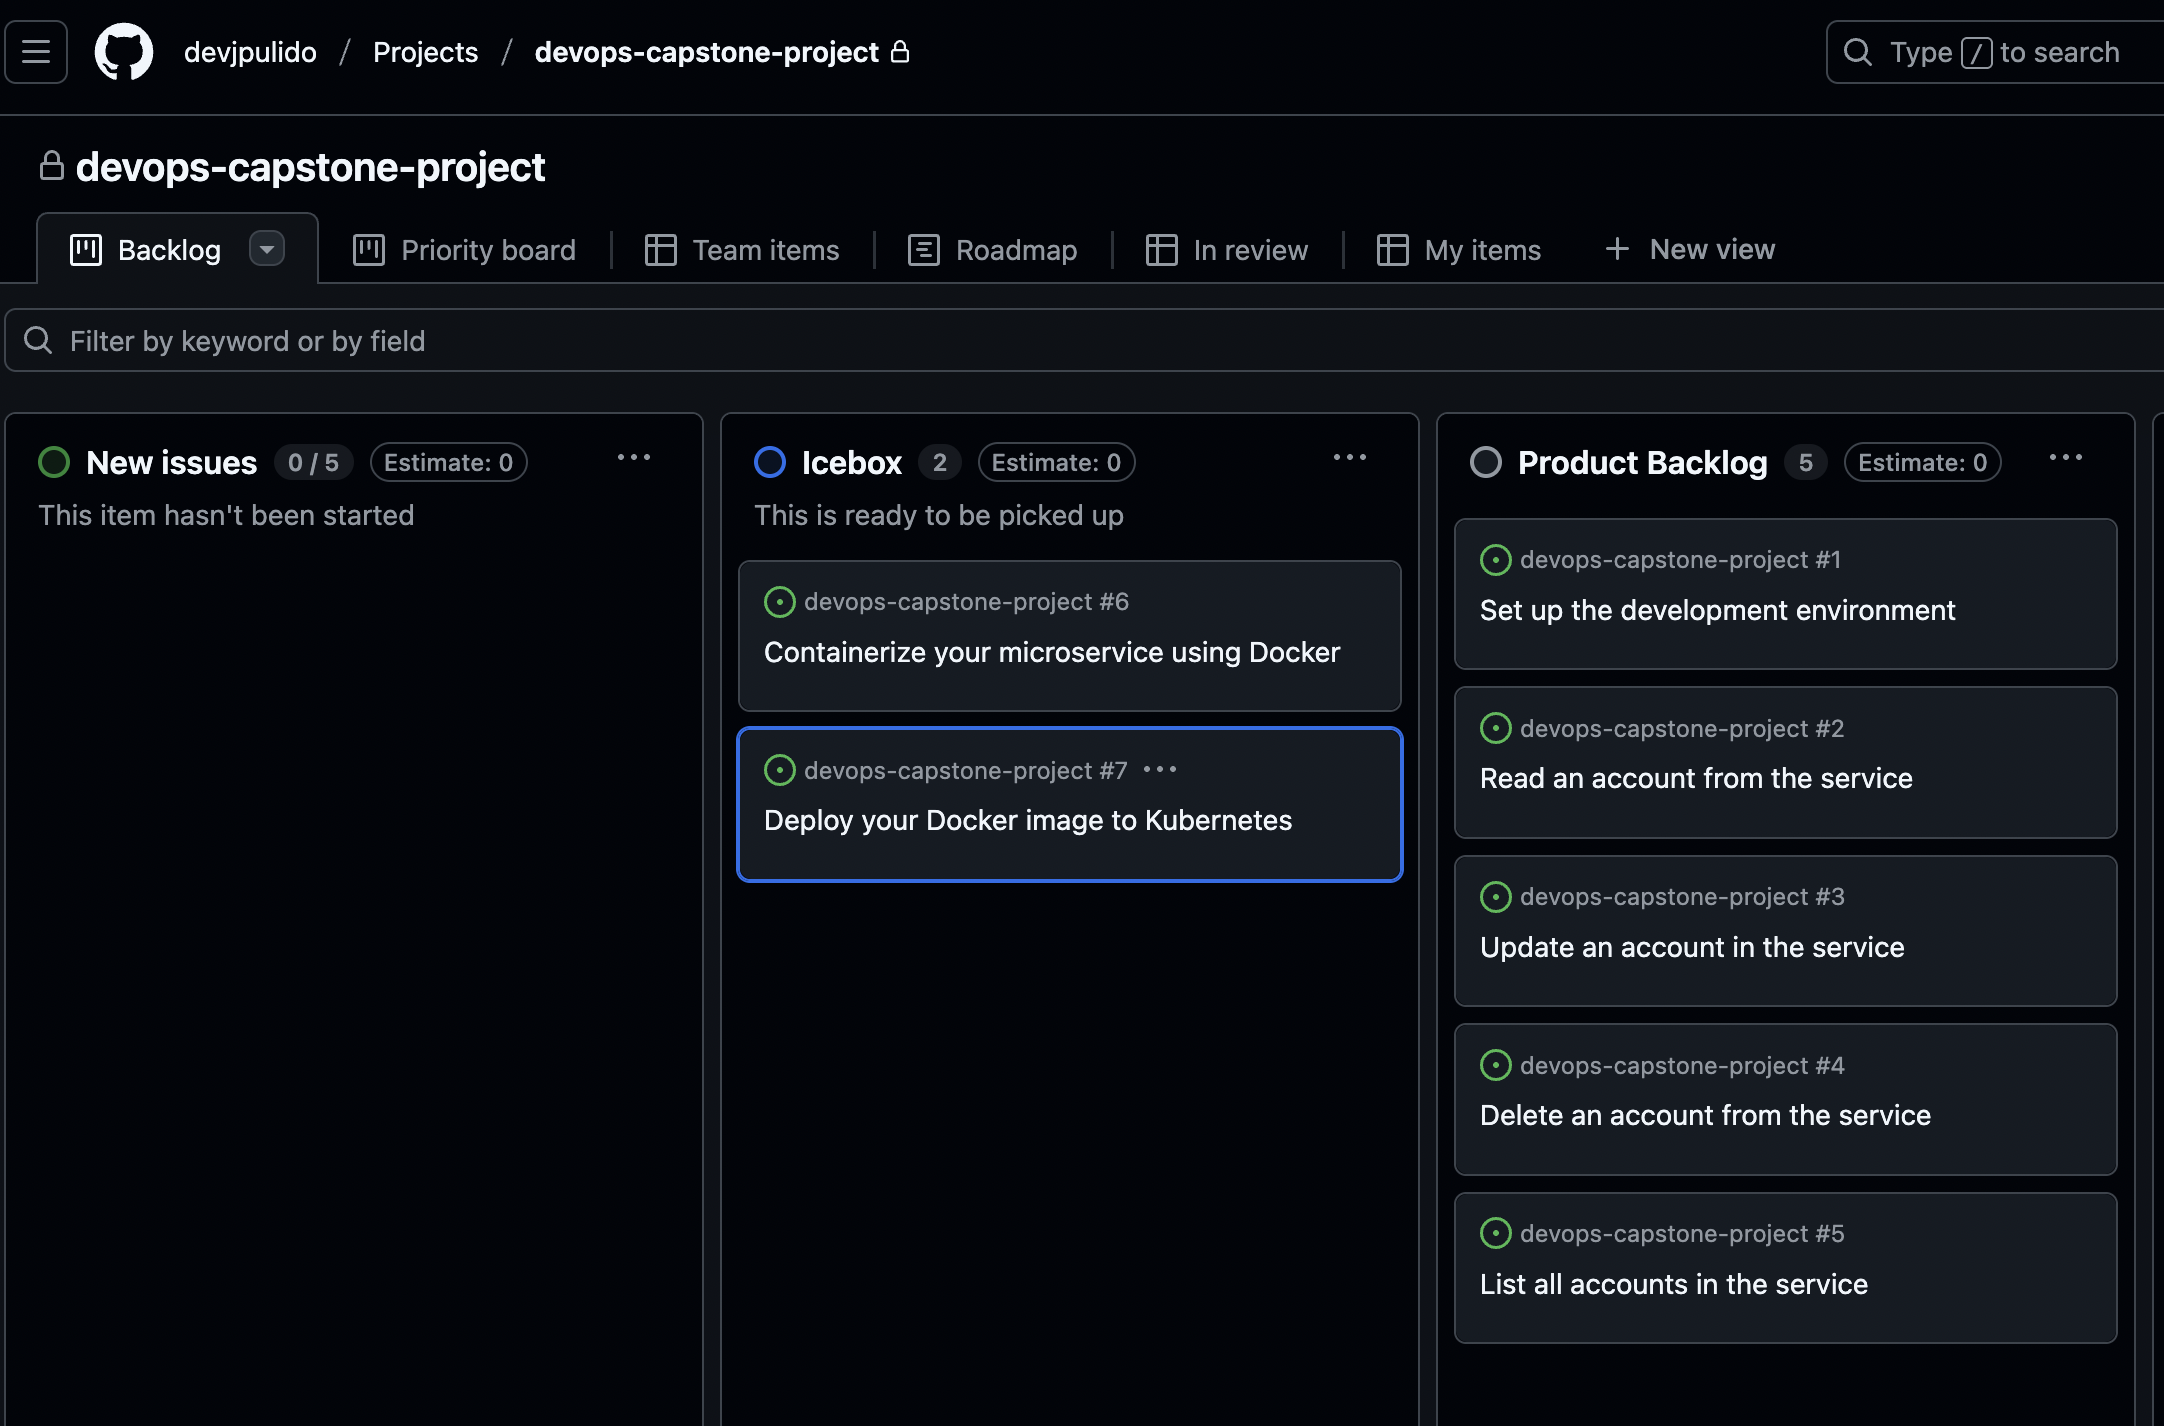 devjpulido / Projects / devops-capstone-project
Type / to search
devops-capstone-project
Backlog
Priority board
Team items
Roadmap
In review
My items
+ New view
Filter by keyword or by field
New issues 0 / 5 Estimate: 0
This item hasn't been started
Icebox 2 Estimate: 0
This is ready to be picked up
devops-capstone-project #6
Containerize your microservice using Docker
devops-capstone-project #7
Deploy your Docker image to Kubernetes
Product Backlog 5 Estimate: 0
devops-capstone-project #1
Set up the development environment
devops-capstone-project #2
Read an account from the service
devops-capstone-project #3
Update an account in the service
devops-capstone-project #4
Delete an account from the service
devops-capstone-project #5
List all accounts in the service